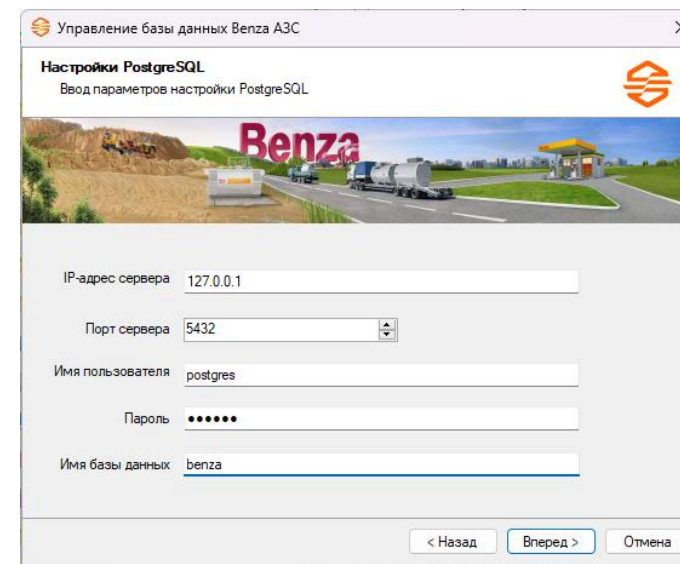 Управление базы данных Benza АЗС
Настройки PostgreSQL
Ввод параметров настройки PostgreSQL
Benza
IP-адрес сервера 127.0.0.1
Порт сервера 5432
Имя пользователя postgres
Пароль ••••••
Имя базы данных benza
< Назад Вперед > Отмена